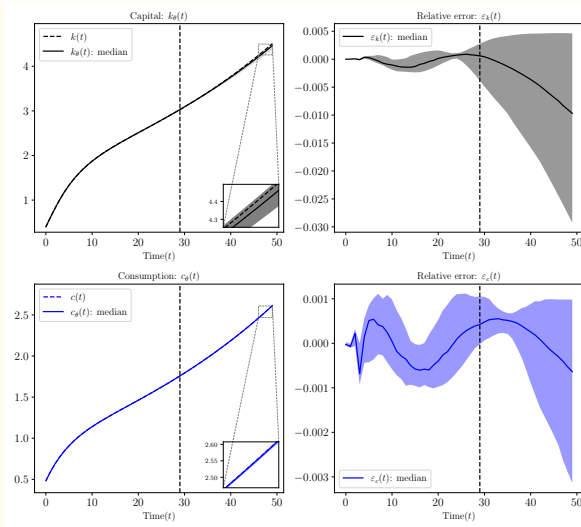 Capital: kθ(t)
k(t)
kθ(t): median
4
3
2
1
4.4
4.3
0 10 20 30 40 50
Time(t)
Relative error: εk(t)
εk(t): median
0.005
0.000
−0.005
−0.010
−0.015
−0.020
−0.025
−0.030
0 10 20 30 40 50
Time(t)
Consumption: cθ(t)
c(t)
cθ(t): median
2.5
2.0
1.5
1.0
0.5
2.60
2.55
2.50
0 10 20 30 40 50
Time(t)
Relative error: εc(t)
0.001
0.000
−0.001
−0.002
−0.003
εc(t): median
0 10 20 30 40 50
Time(t)